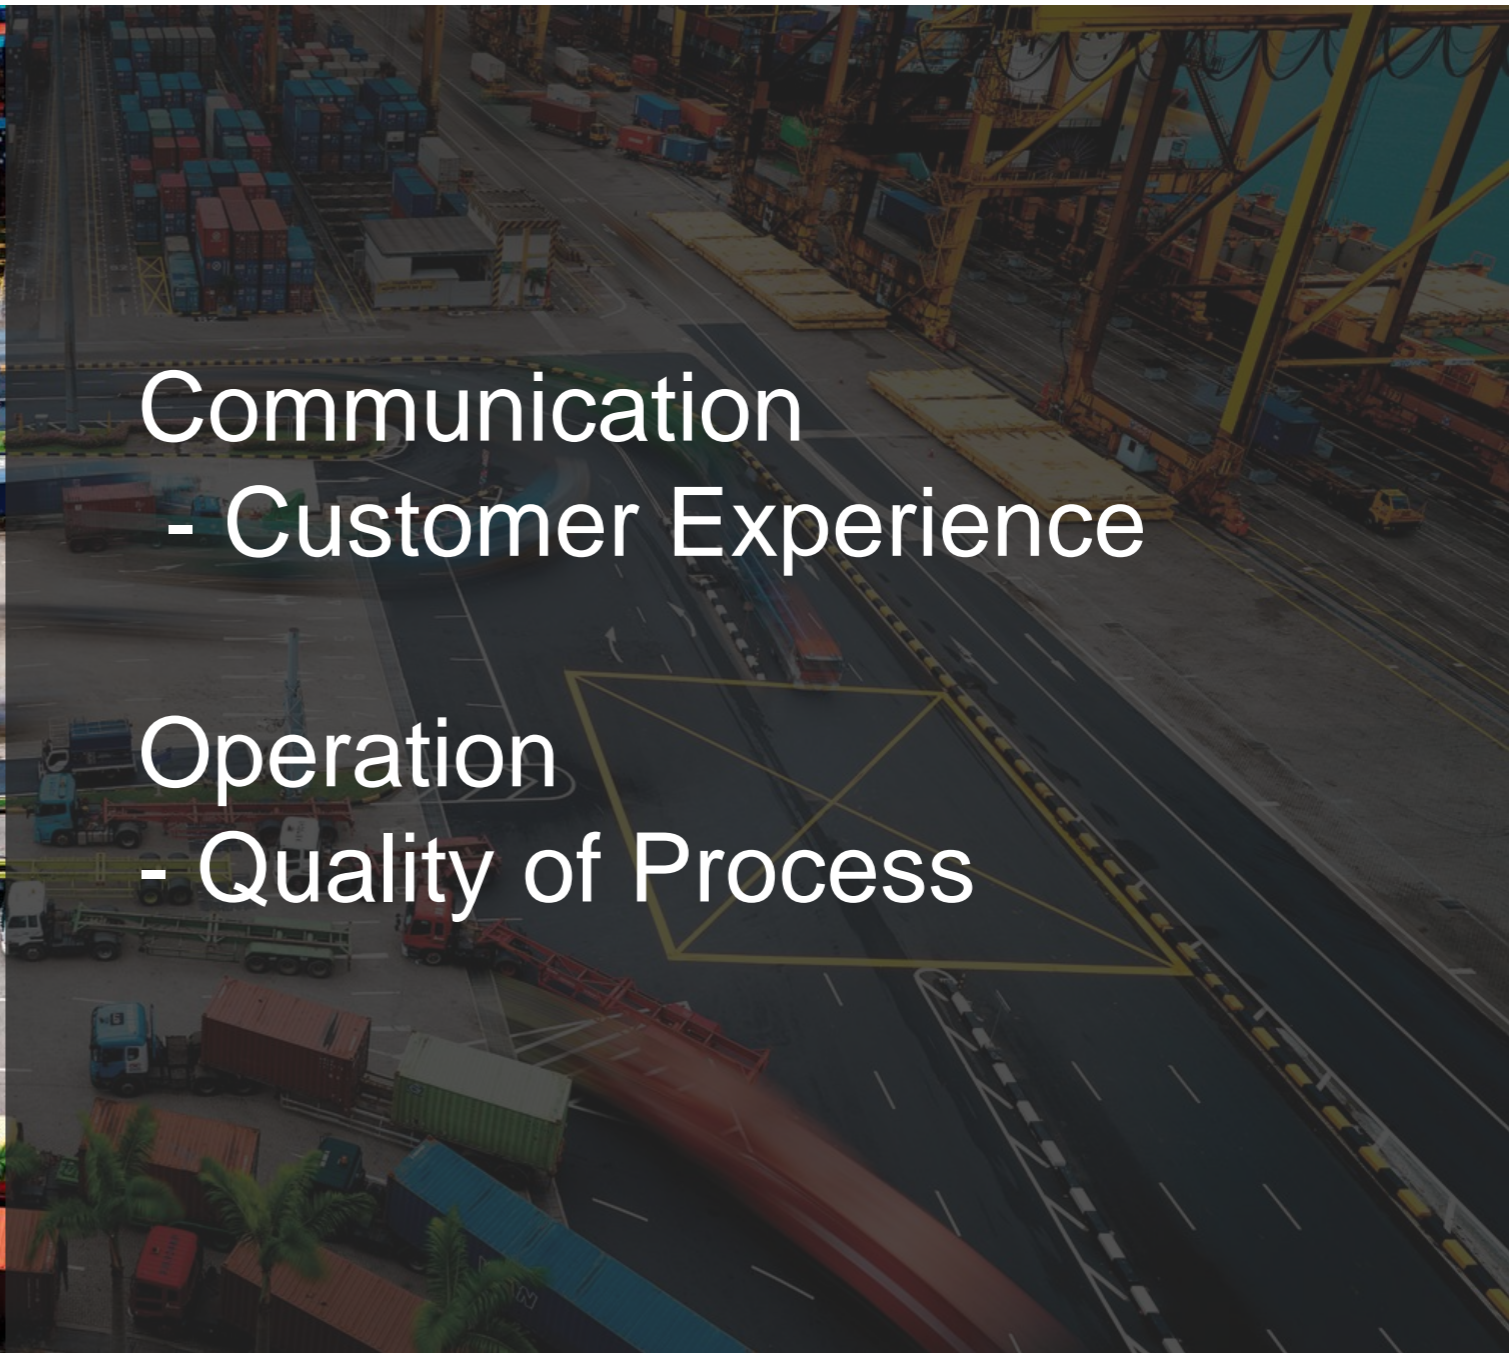 Communication
- Customer Experience
Operation
- Quality of Process